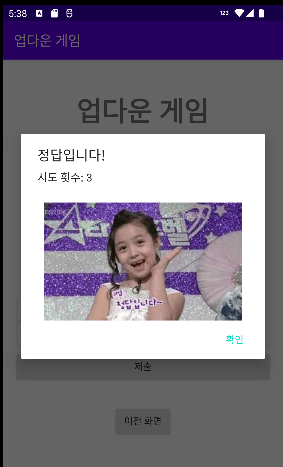 5:38
업다운 게임
업다운 게임
정답입니다!
시도 횟수: 3
정답입니다~
확인
제출
이전 화면